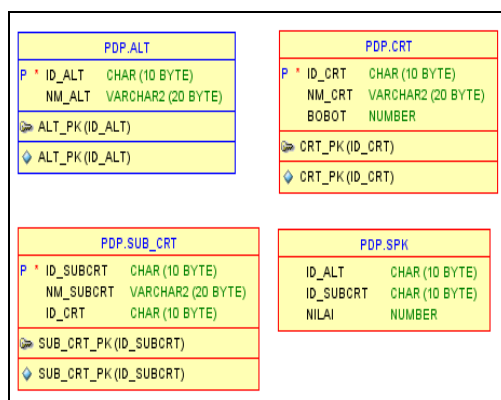 PDP.ALT
P * ID_ALT CHAR (10 BYTE)
NM_ALT VARCHAR2 (20 BYTE)
ALT_PK (ID_ALT)
ALT_PK (ID_ALT)
PDP.CRT
P * ID_CRT CHAR (10 BYTE)
NM_CRT VARCHAR2 (20 BYTE)
BOBOT NUMBER
CRT_PK (ID_CRT)
CRT_PK (ID_CRT)
PDP.SUB_CRT
P * ID_SUBCRT CHAR (10 BYTE)
NM_SUBCRT VARCHAR2 (20 BYTE)
ID_CRT CHAR (10 BYTE)
SUB_CRT_PK (ID_SUBCRT)
SUB_CRT_PK (ID_SUBCRT)
PDP.SPK
ID_ALT CHAR (10 BYTE)
ID_SUBCRT CHAR (10 BYTE)
NILAI NUMBER